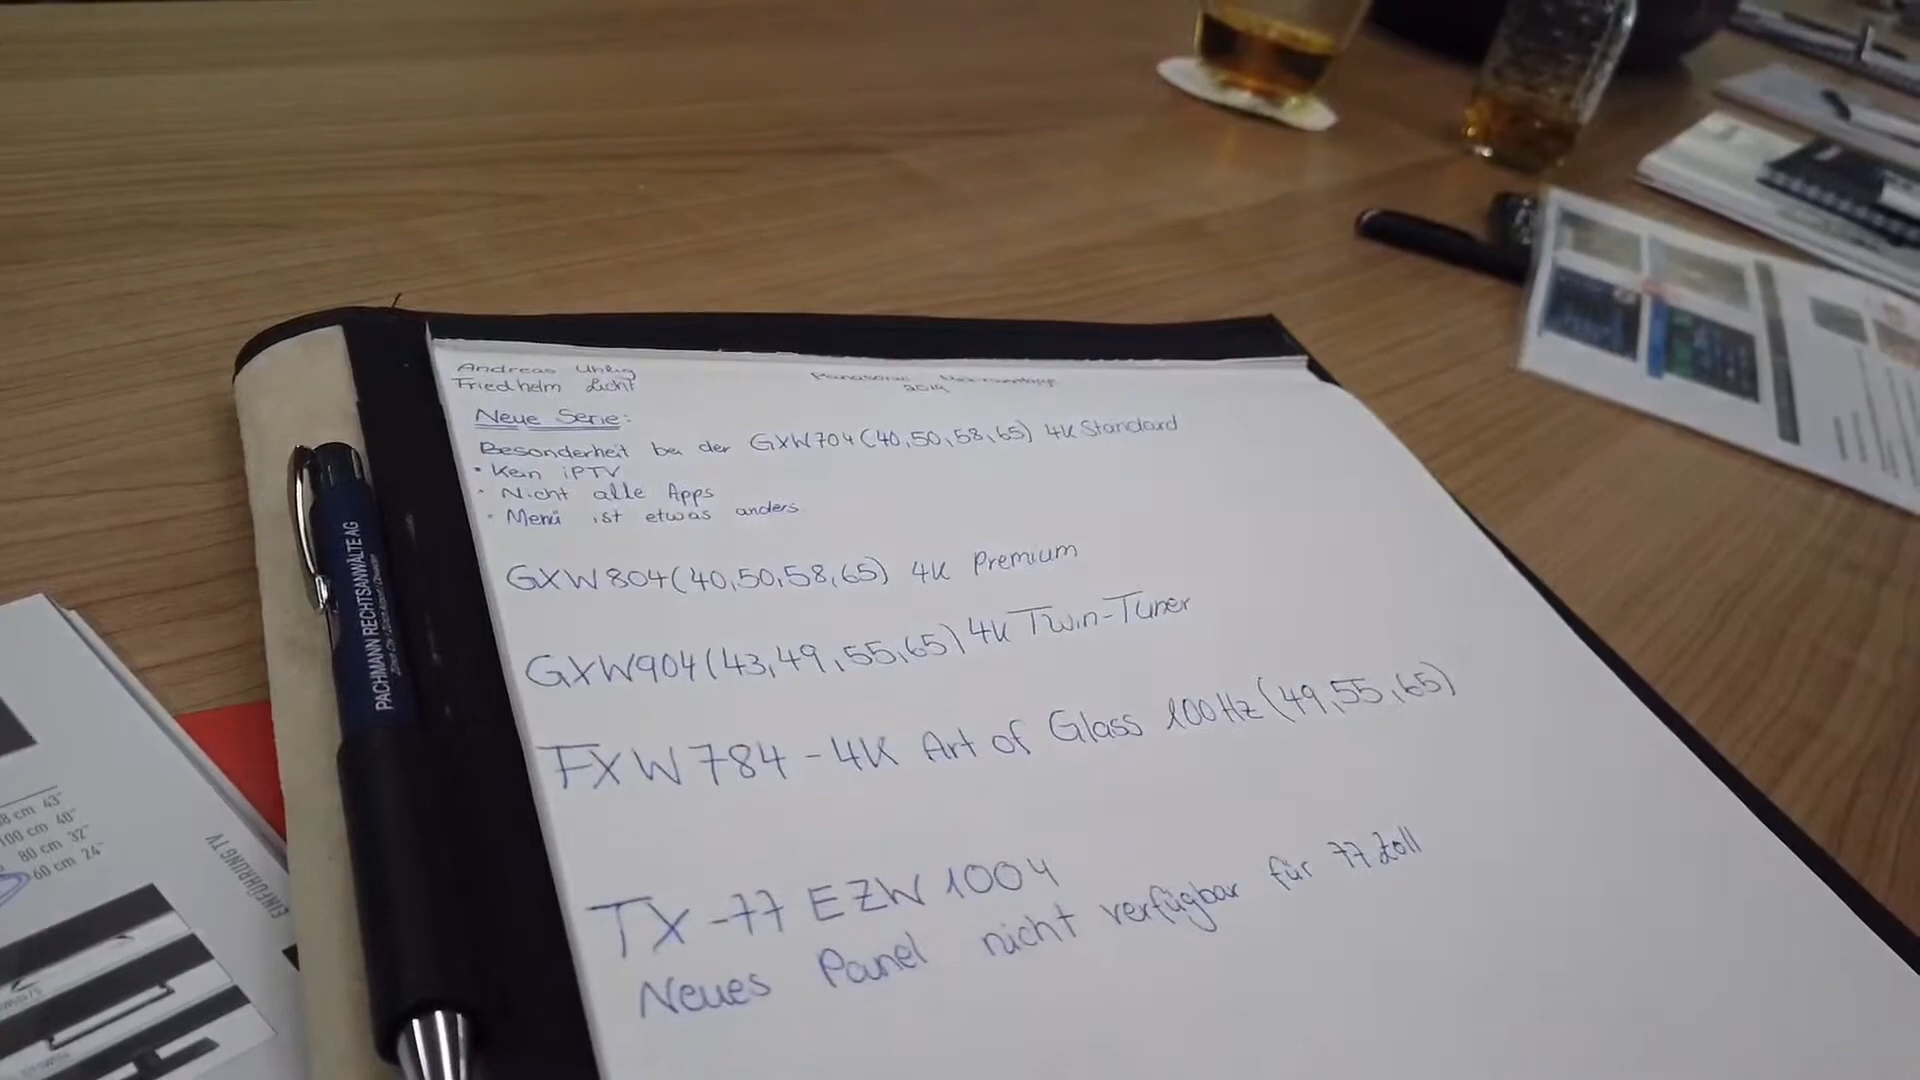 Andreas Uhlig
Friedhelm Licht
Panasonic
2019
Neue Serie:
Besonderheit bei der GXW704(40,50,58,65) 4K Standard
• Kein iPTV
• Nicht alle Apps
• Menü ist etwas anders
GXW804(40,50,58,65) 4K Premium
GXW904(43,49,55,65) 4K Twin-Tuner
FXW784-4K Art of Glass 100Hz (49,55,65)
TX-77 EZW 1004
Neues Panel nicht verfügbar für 77 Zoll
PACHMANN RECHTSANWÄLTE AG
8 cm 43"
100 cm 40"
80 cm 32"
60 cm 24"
EINFÜHRUNG TV